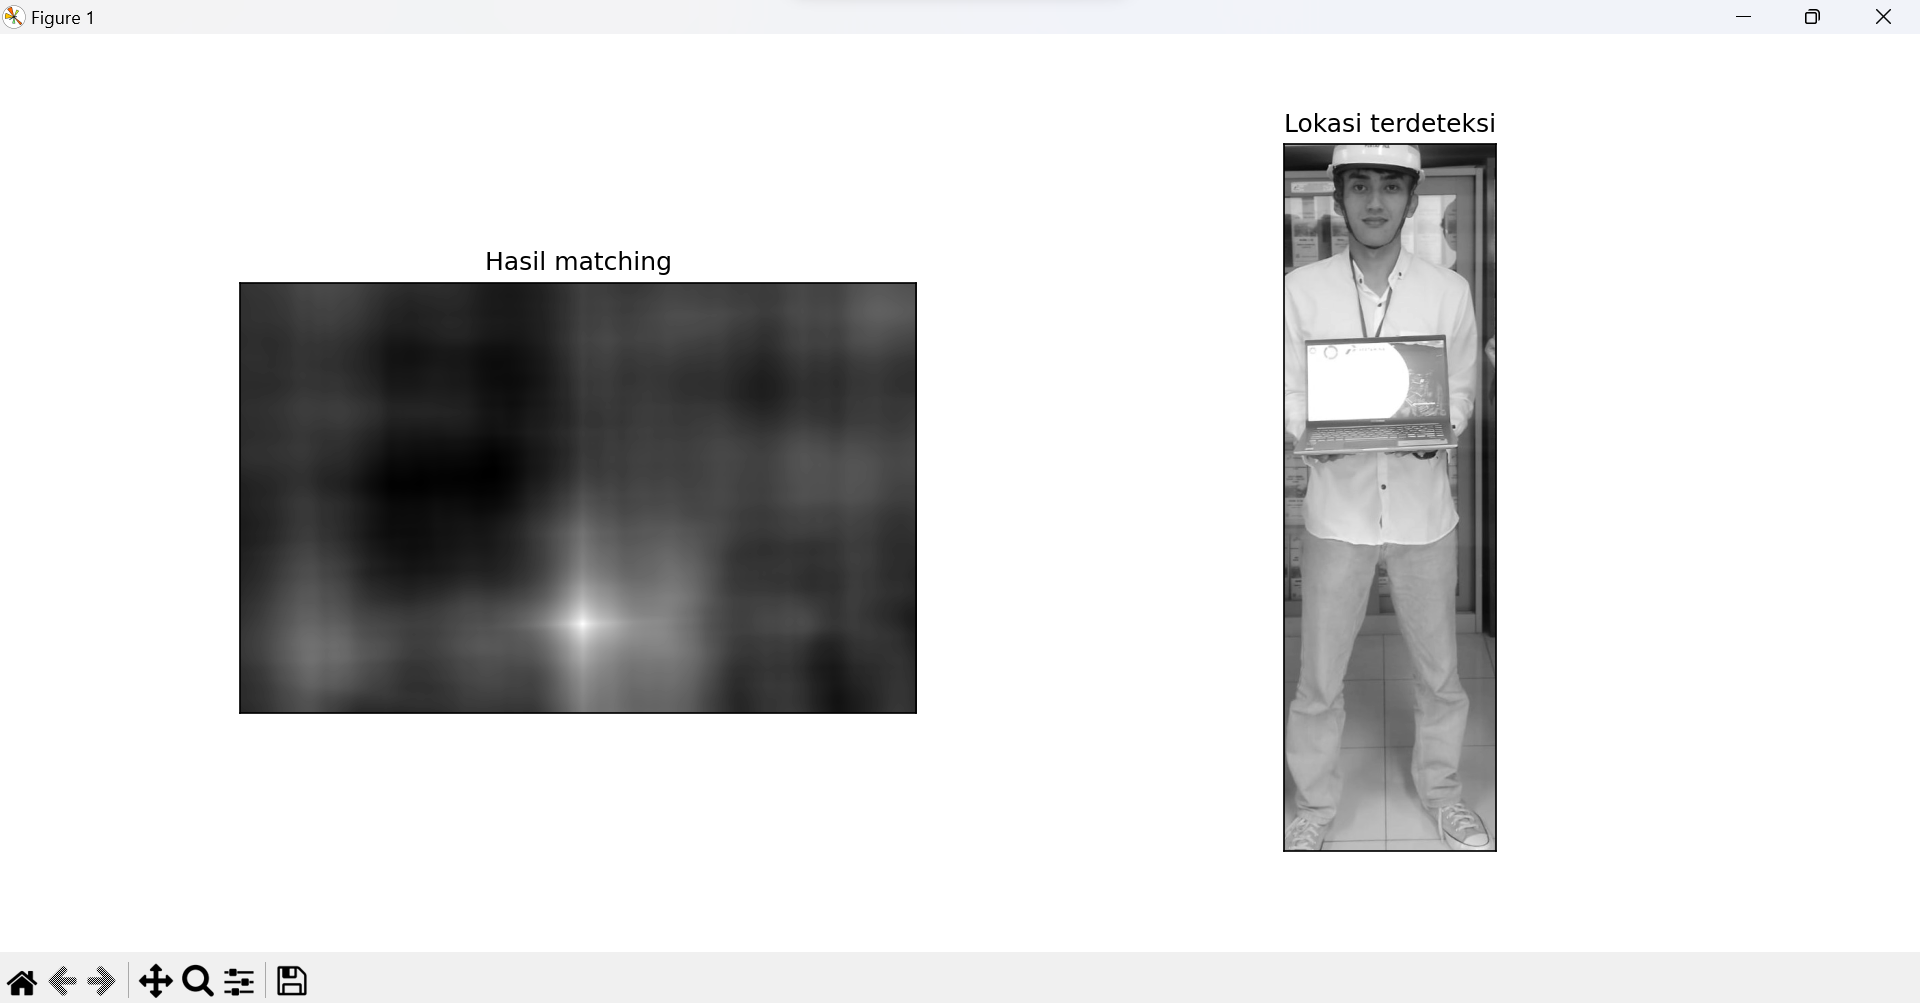 Figure 1
Lokasi terdeteksi
Hasil matching